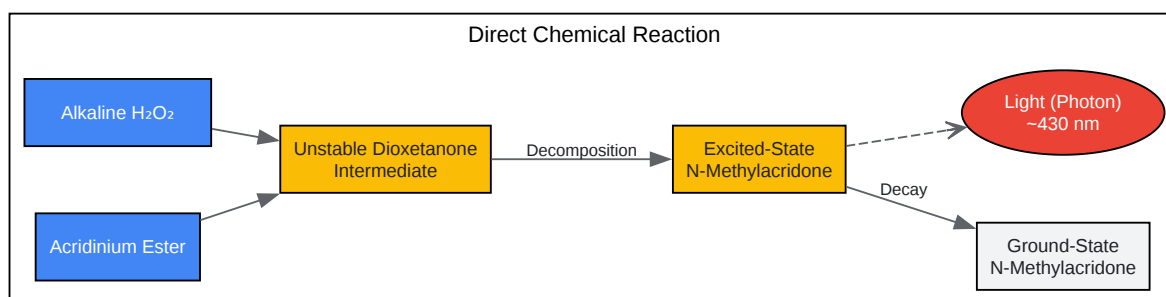 Direct Chemical Reaction
Alkaline H₂O₂
Acridinium Ester
Unstable Dioxetanone
Intermediate
Decomposition
Excited-State
N-Methylacridone
Light (Photon)
~430 nm
Decay
Ground-State
N-Methylacridone